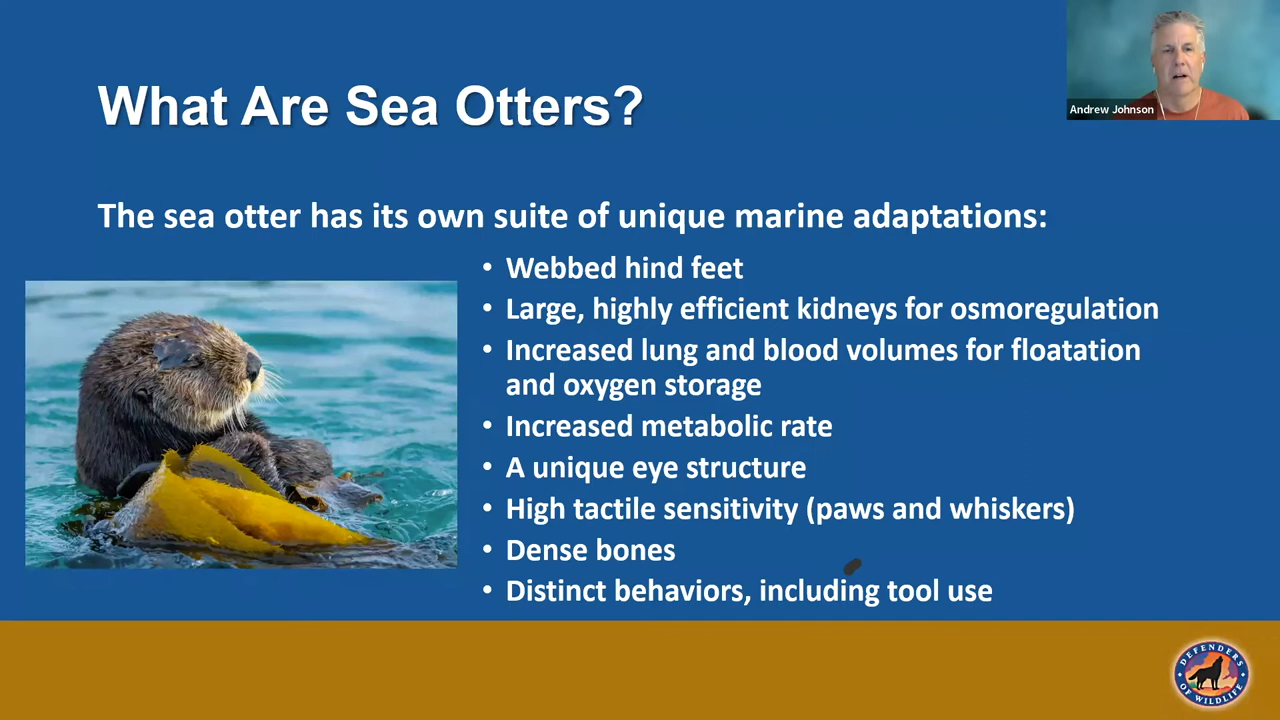 Andrew Johnson
What Are Sea Otters?
The sea otter has its own suite of unique marine adaptations:
• Webbed hind feet
• Large, highly efficient kidneys for osmoregulation
• Increased lung and blood volumes for floatation
and oxygen storage
• Increased metabolic rate
• A unique eye structure
• High tactile sensitivity (paws and whiskers)
• Dense bones
• Distinct behaviors, including tool use
DEFENDERS
OF WILDLIFE